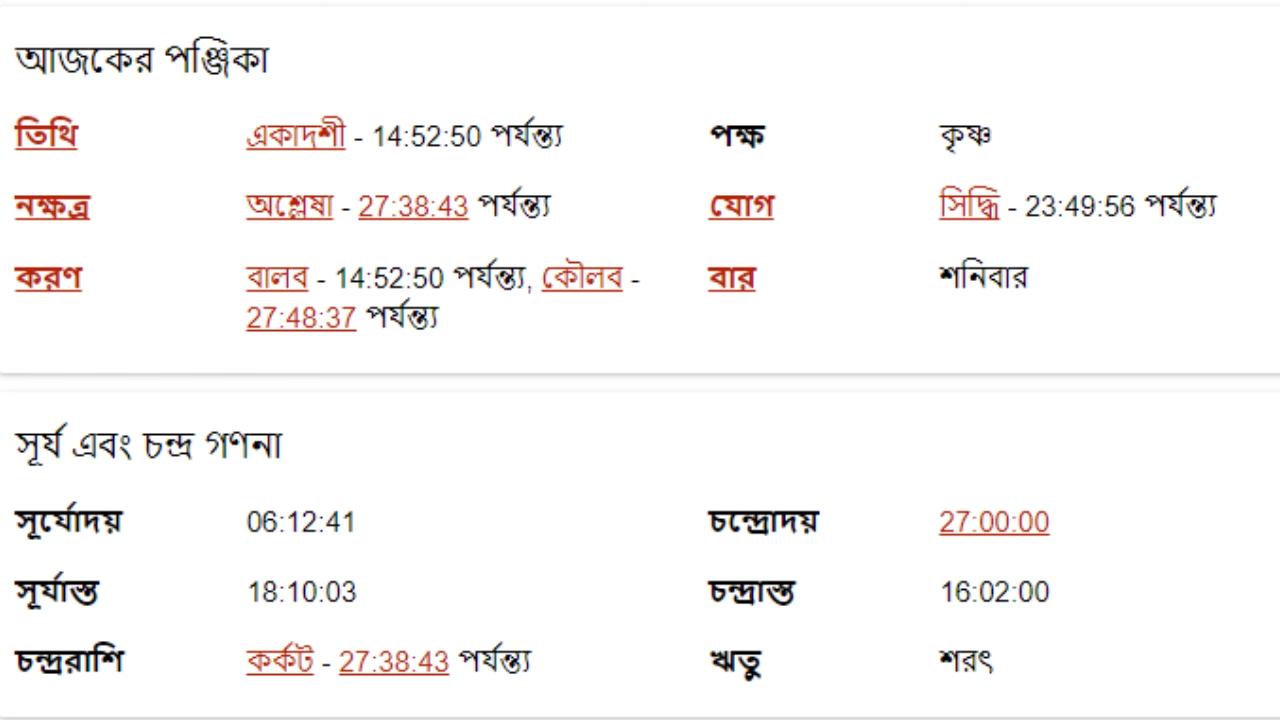 আজকের পঞ্জিকা
তিথি একাদশী - 14:52:50 পর্যন্ত্য পক্ষ কৃষ্ণ
নক্ষত্র অশ্লেষা - 27:38:43 পর্যন্ত্য যোগ সিদ্ধি - 23:49:56 পর্যন্ত্য
করণ বালব - 14:52:50 পর্যন্ত্য, কৌলব - বার শনিবার
27:48:37 পর্যন্ত্য
সূর্য এবং চন্দ্র গণনা
সূর্যোদয় 06:12:41 চন্দ্রোদয় 27:00:00
সূর্যাস্ত 18:10:03 চন্দ্রাস্ত 16:02:00
চন্দ্ররাশি কর্কট - 27:38:43 পর্যন্ত্য ঋতু শরৎ